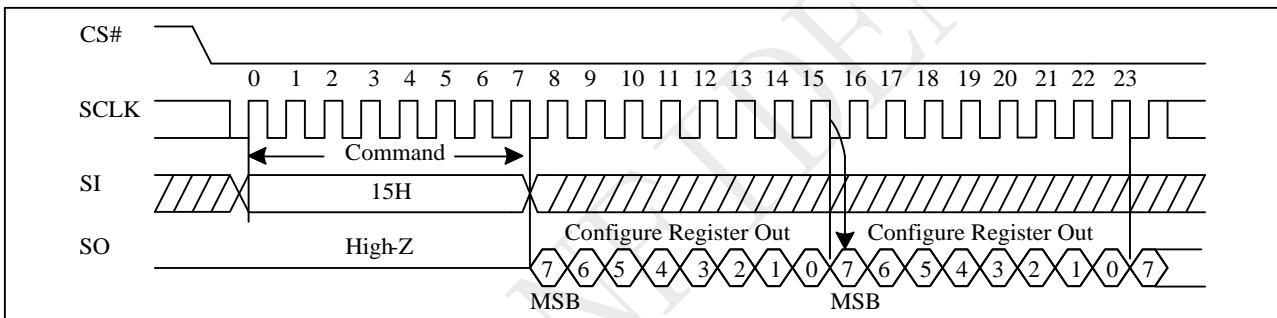 CS#
0 1 2 3 4 5 6 7 8 9 10 11 12 13 14 15 16 17 18 19 20 21 22 23
SCLK
Command
SI
15H
SO
High-Z
Configure Register Out
Configure Register Out
7 6 5 4 3 2 1 0 7 6 5 4 3 2 1 0 7
MSB
MSB